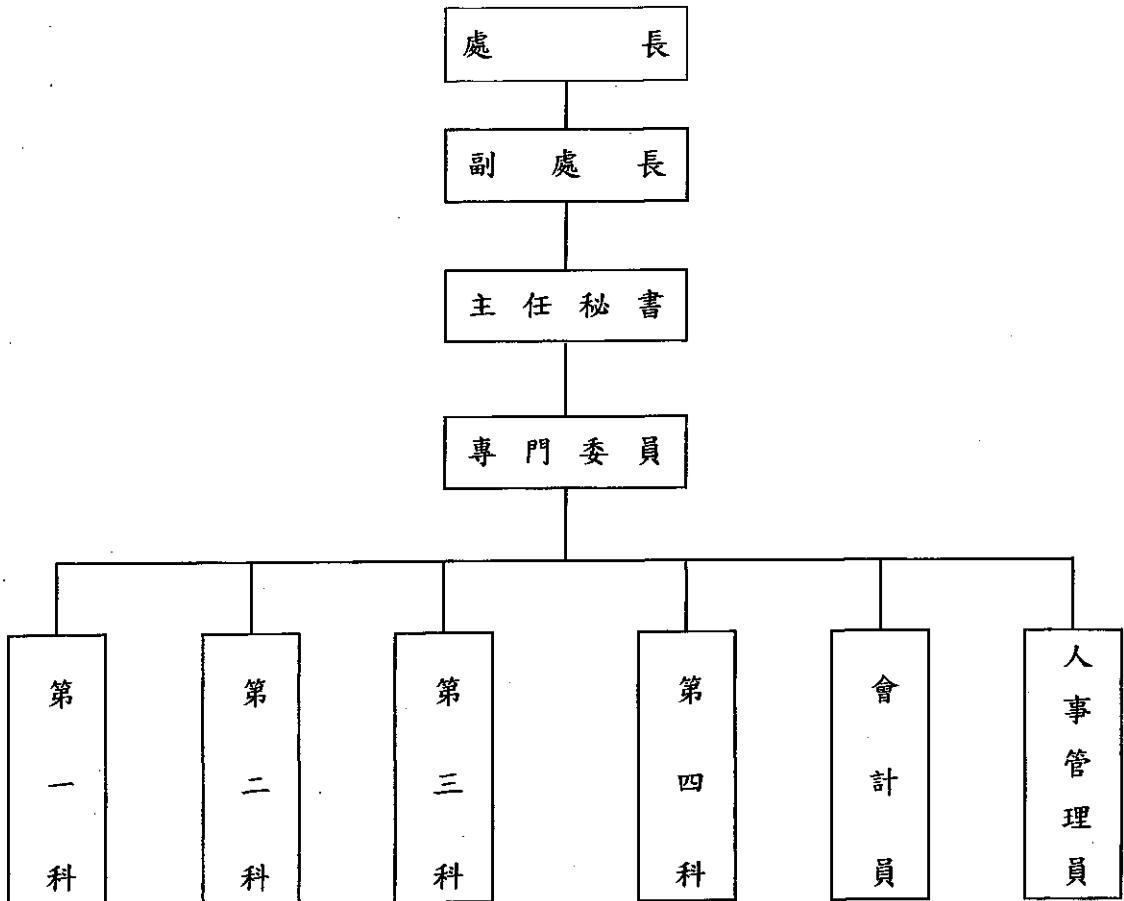 處長
副處長
主任秘書
專門委員
第一科
第二科
第三科
第四科
會計員
人事管理員